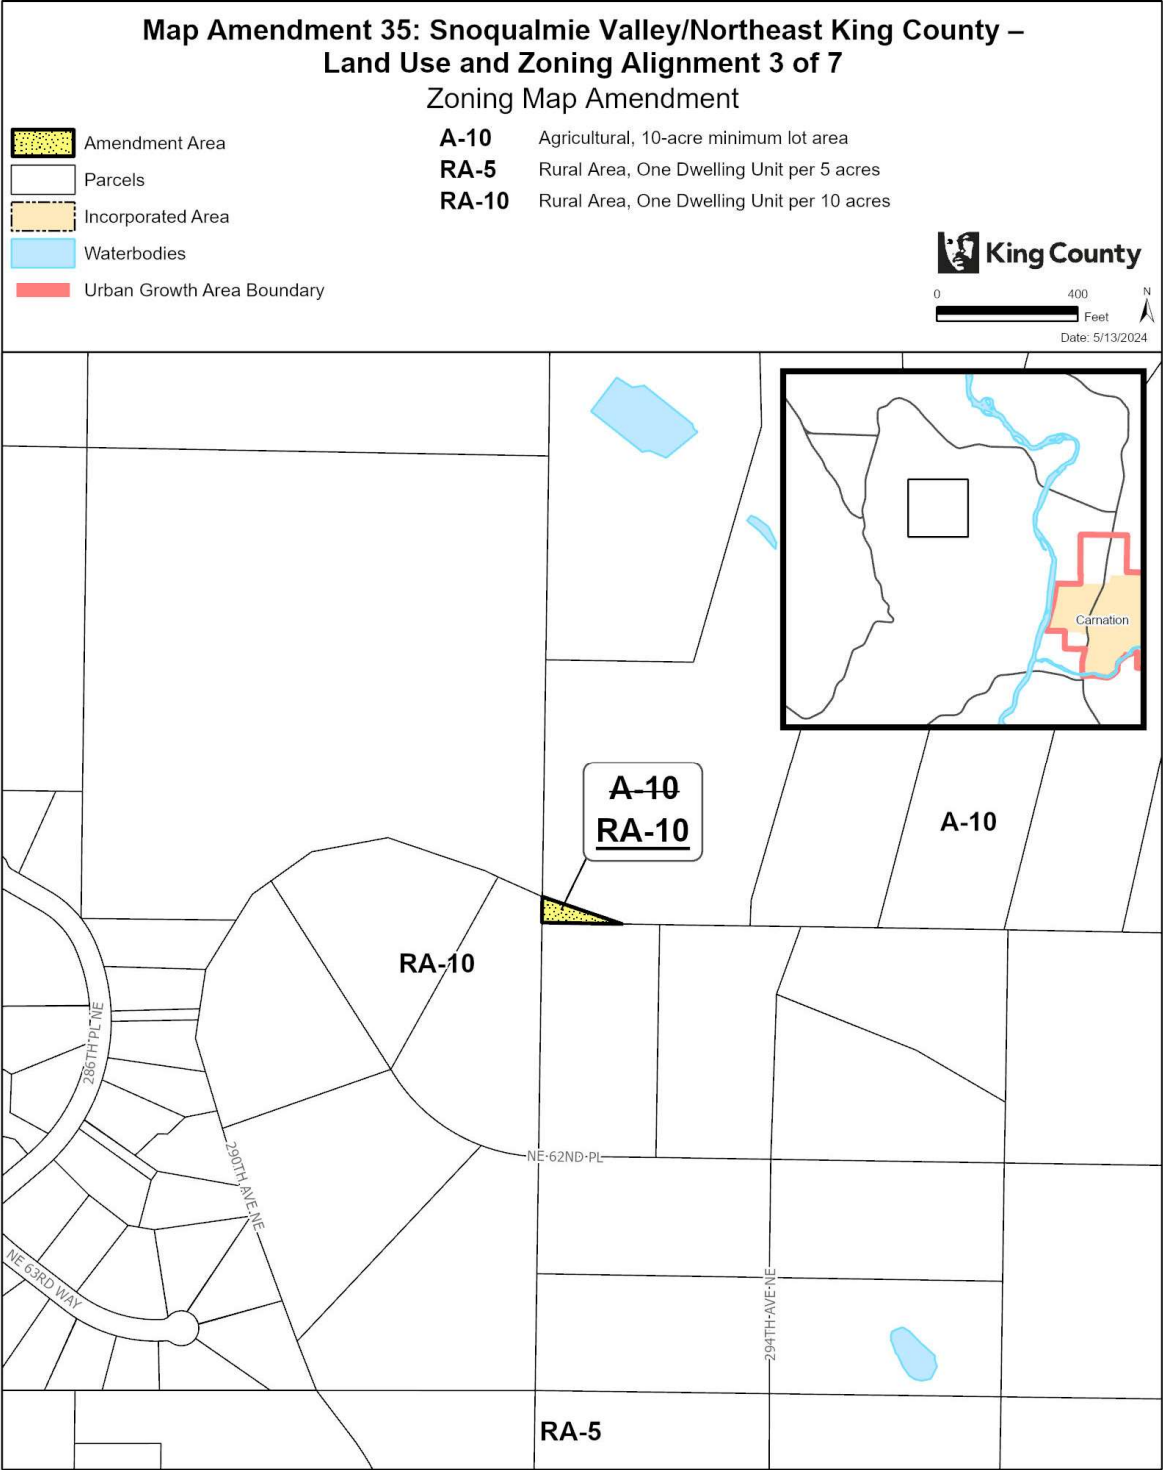 Map Amendment 35: Snoqualmie Valley/Northeast King County –
Land Use and Zoning Alignment 3 of 7
Zoning Map Amendment
Amendment Area
Parcels
Incorporated Area
Waterbodies
Urban Growth Area Boundary
A-10 Agricultural, 10-acre minimum lot area
RA-5 Rural Area, One Dwelling Unit per 5 acres
RA-10 Rural Area, One Dwelling Unit per 10 acres
King County
0 400
Feet
N
Date: 5/13/2024
Carnation
A-10
RA-10
A-10
RA-10
286TH PL NE
290TH AVE NE
NE 62ND PL
NE 63RD WAY
294TH AVE NE
RA-5